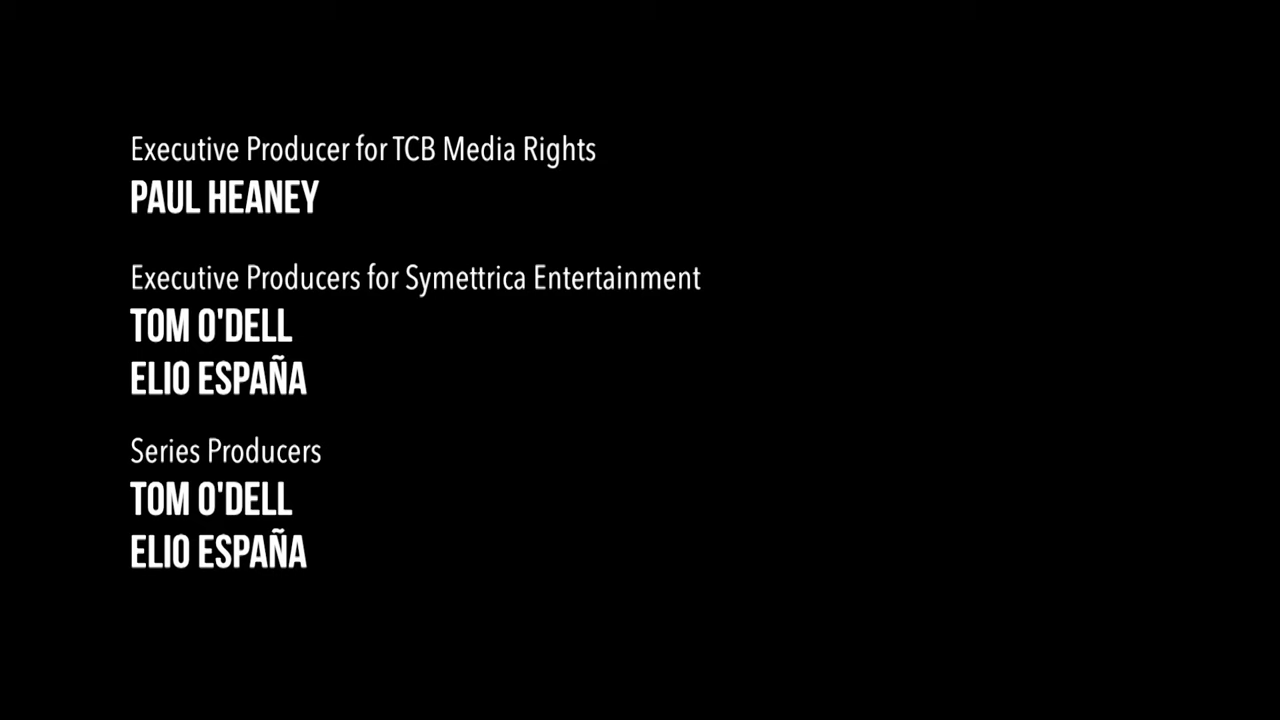 Executive Producer for TCB Media Rights
PAUL HEANEY
Executive Producers for Symettrica Entertainment
TOM O'DELL
ELIO ESPAÑA
Series Producers
TOM O'DELL
ELIO ESPAÑA